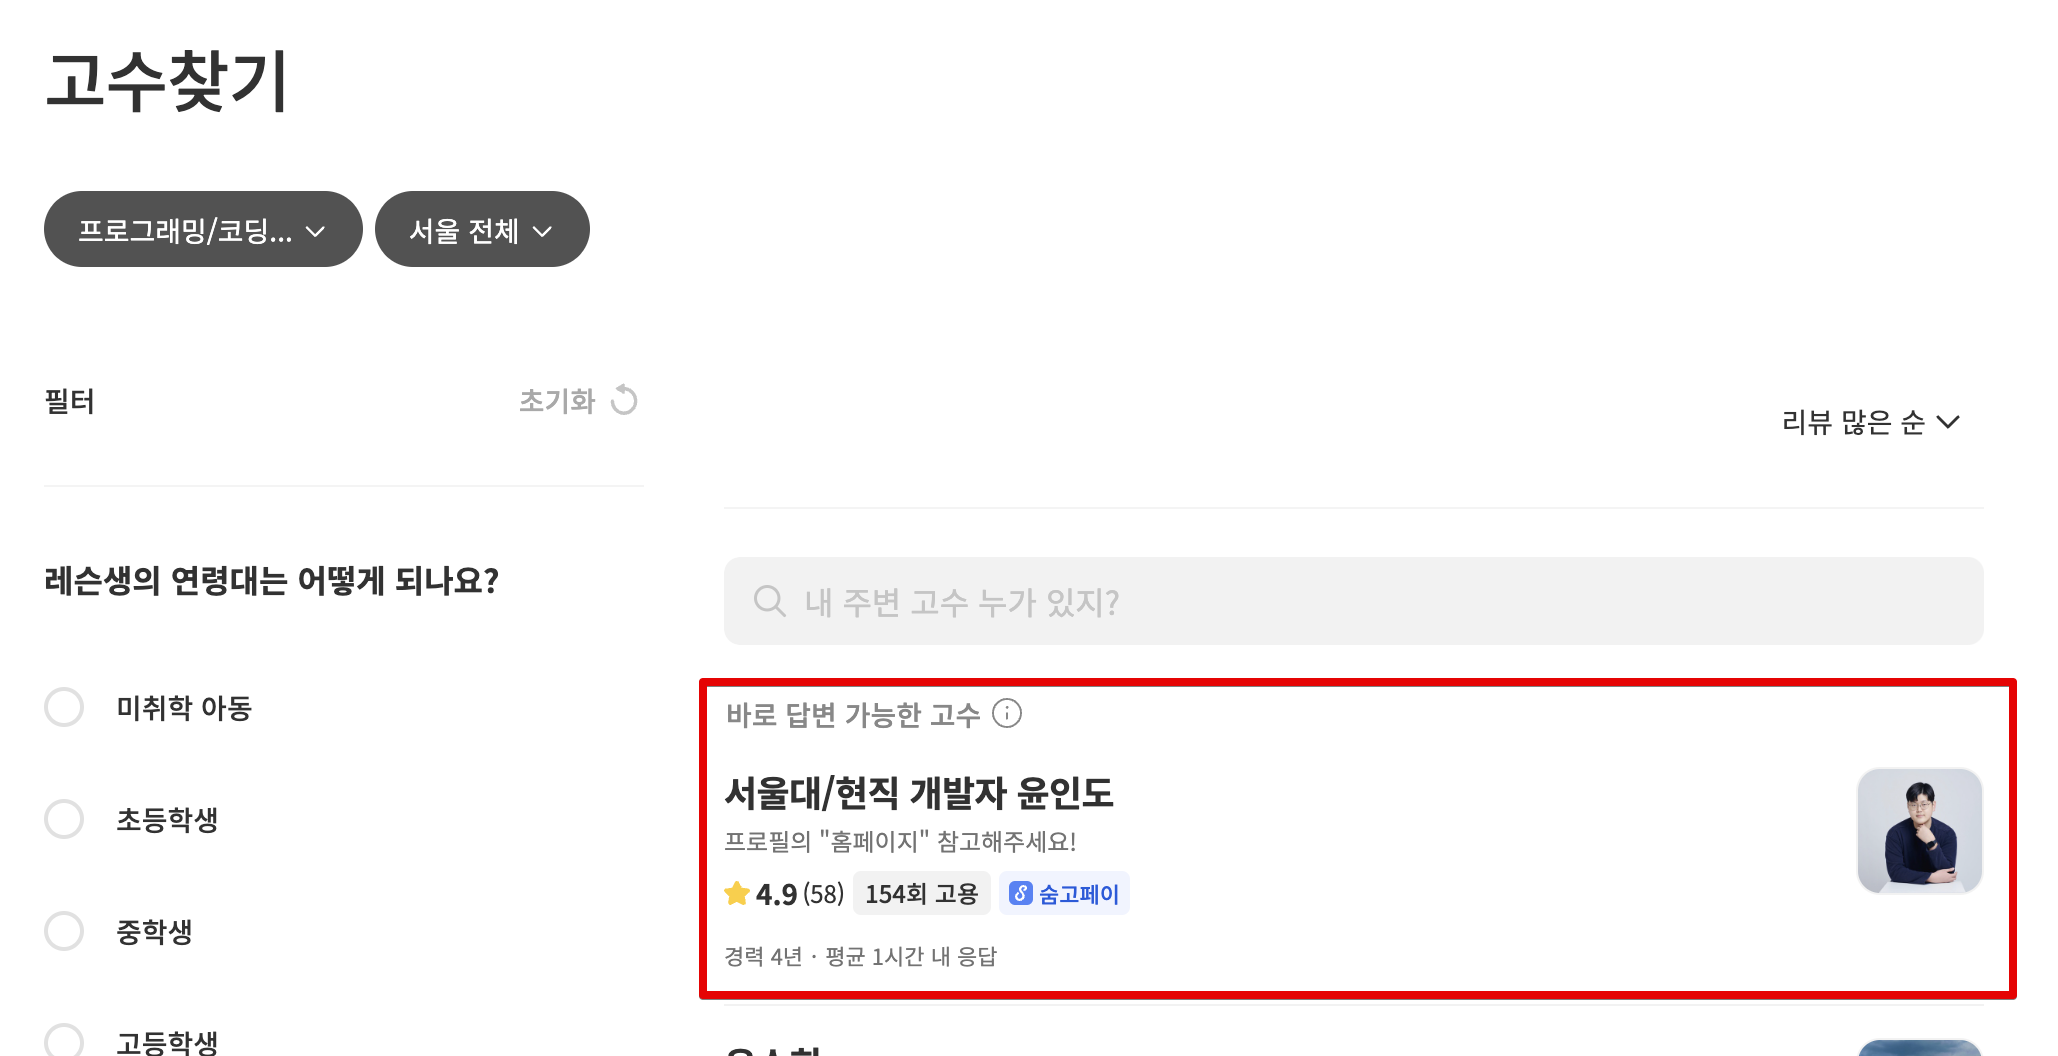 고수찾기
프로그래밍/코딩...
서울 전체
필터
초기화
리뷰 많은 순
레슨생의 연령대는 어떻게 되나요?
미취학 아동
초등학생
중학생
고등학생
내 주변 고수 누가 있지?
바로 답변 가능한 고수
서울대/현직 개발자 윤인도
프로필의 "홈페이지" 참고해주세요!
4.9 (58) 154회 고용 숨고페이
경력 4년 · 평균 1시간 내 응답